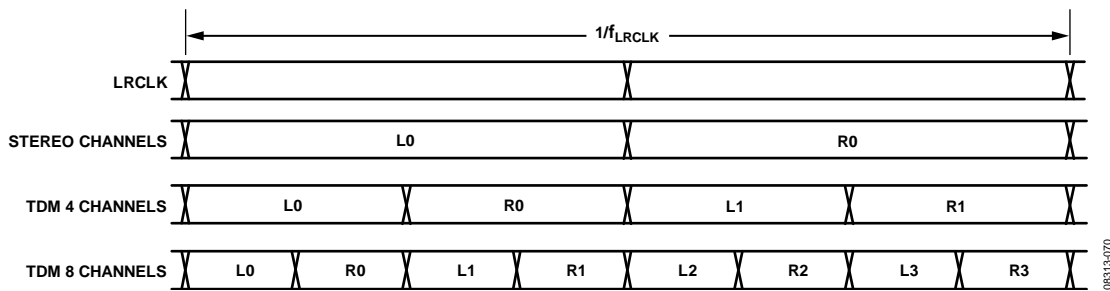 1/fLRCLK
LRCLK
STEREO CHANNELS L0 R0
TDM 4 CHANNELS L0 R0 L1 R1
TDM 8 CHANNELS L0 R0 L1 R1 L2 R2 L3 R3
08313-070